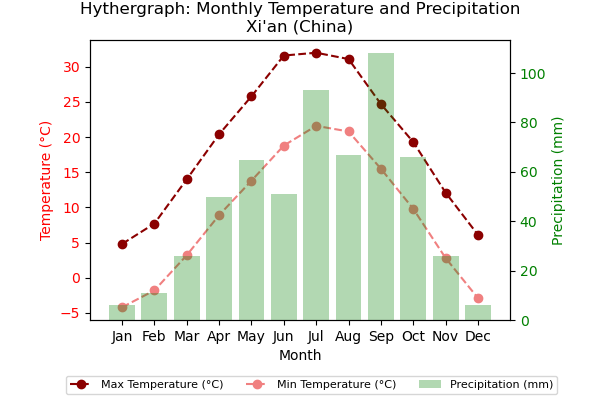 Hythergraph: Monthly Temperature and Precipitation
Xi'an (China)
30
25
20
15
10
5
0
−5
Temperature (°C)
100
80
60
40
20
0
Precipitation (mm)
Jan Feb Mar Apr May Jun Jul Aug Sep Oct Nov Dec
Month
Max Temperature (°C) Min Temperature (°C) Precipitation (mm)